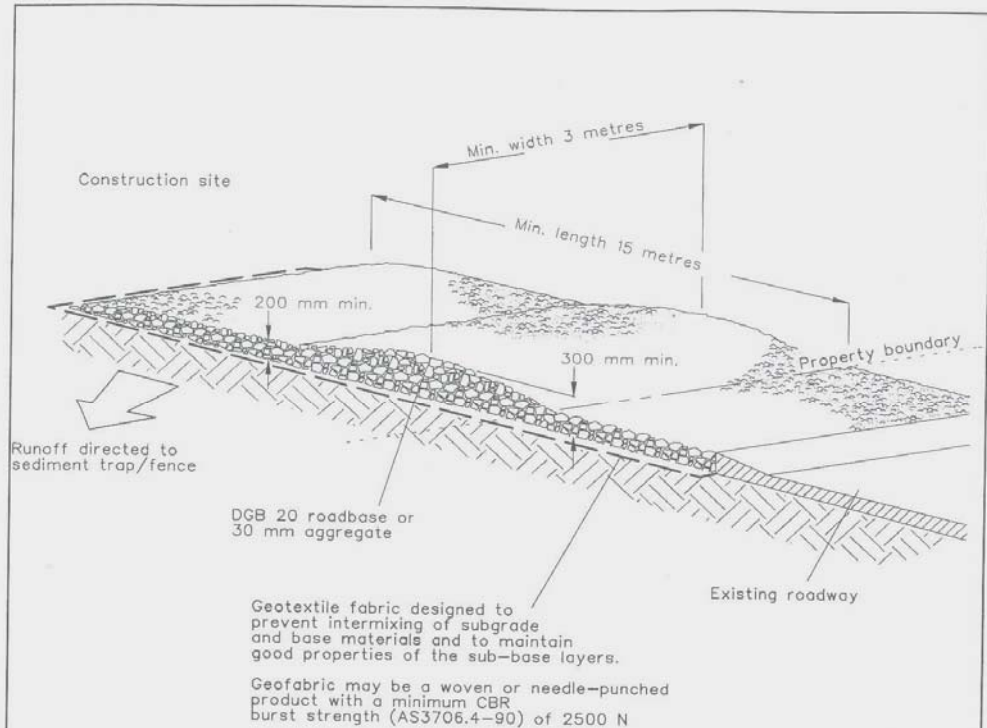 Min. width 3 metres
Construction site
Min. length 15 metres
200 mm min.
300 mm min.
Property boundary
Runoff directed to
sediment trap/fence
DGB 20 roadbase or
30 mm aggregate
Existing roadway
Geotextile fabric designed to
prevent intermixing of subgrade
and base materials and to maintain
good properties of the sub-base layers.
Geofabric may be a woven or needle-punched
product with a minimum CBR
burst strength (AS3706.4-90) of 2500 N